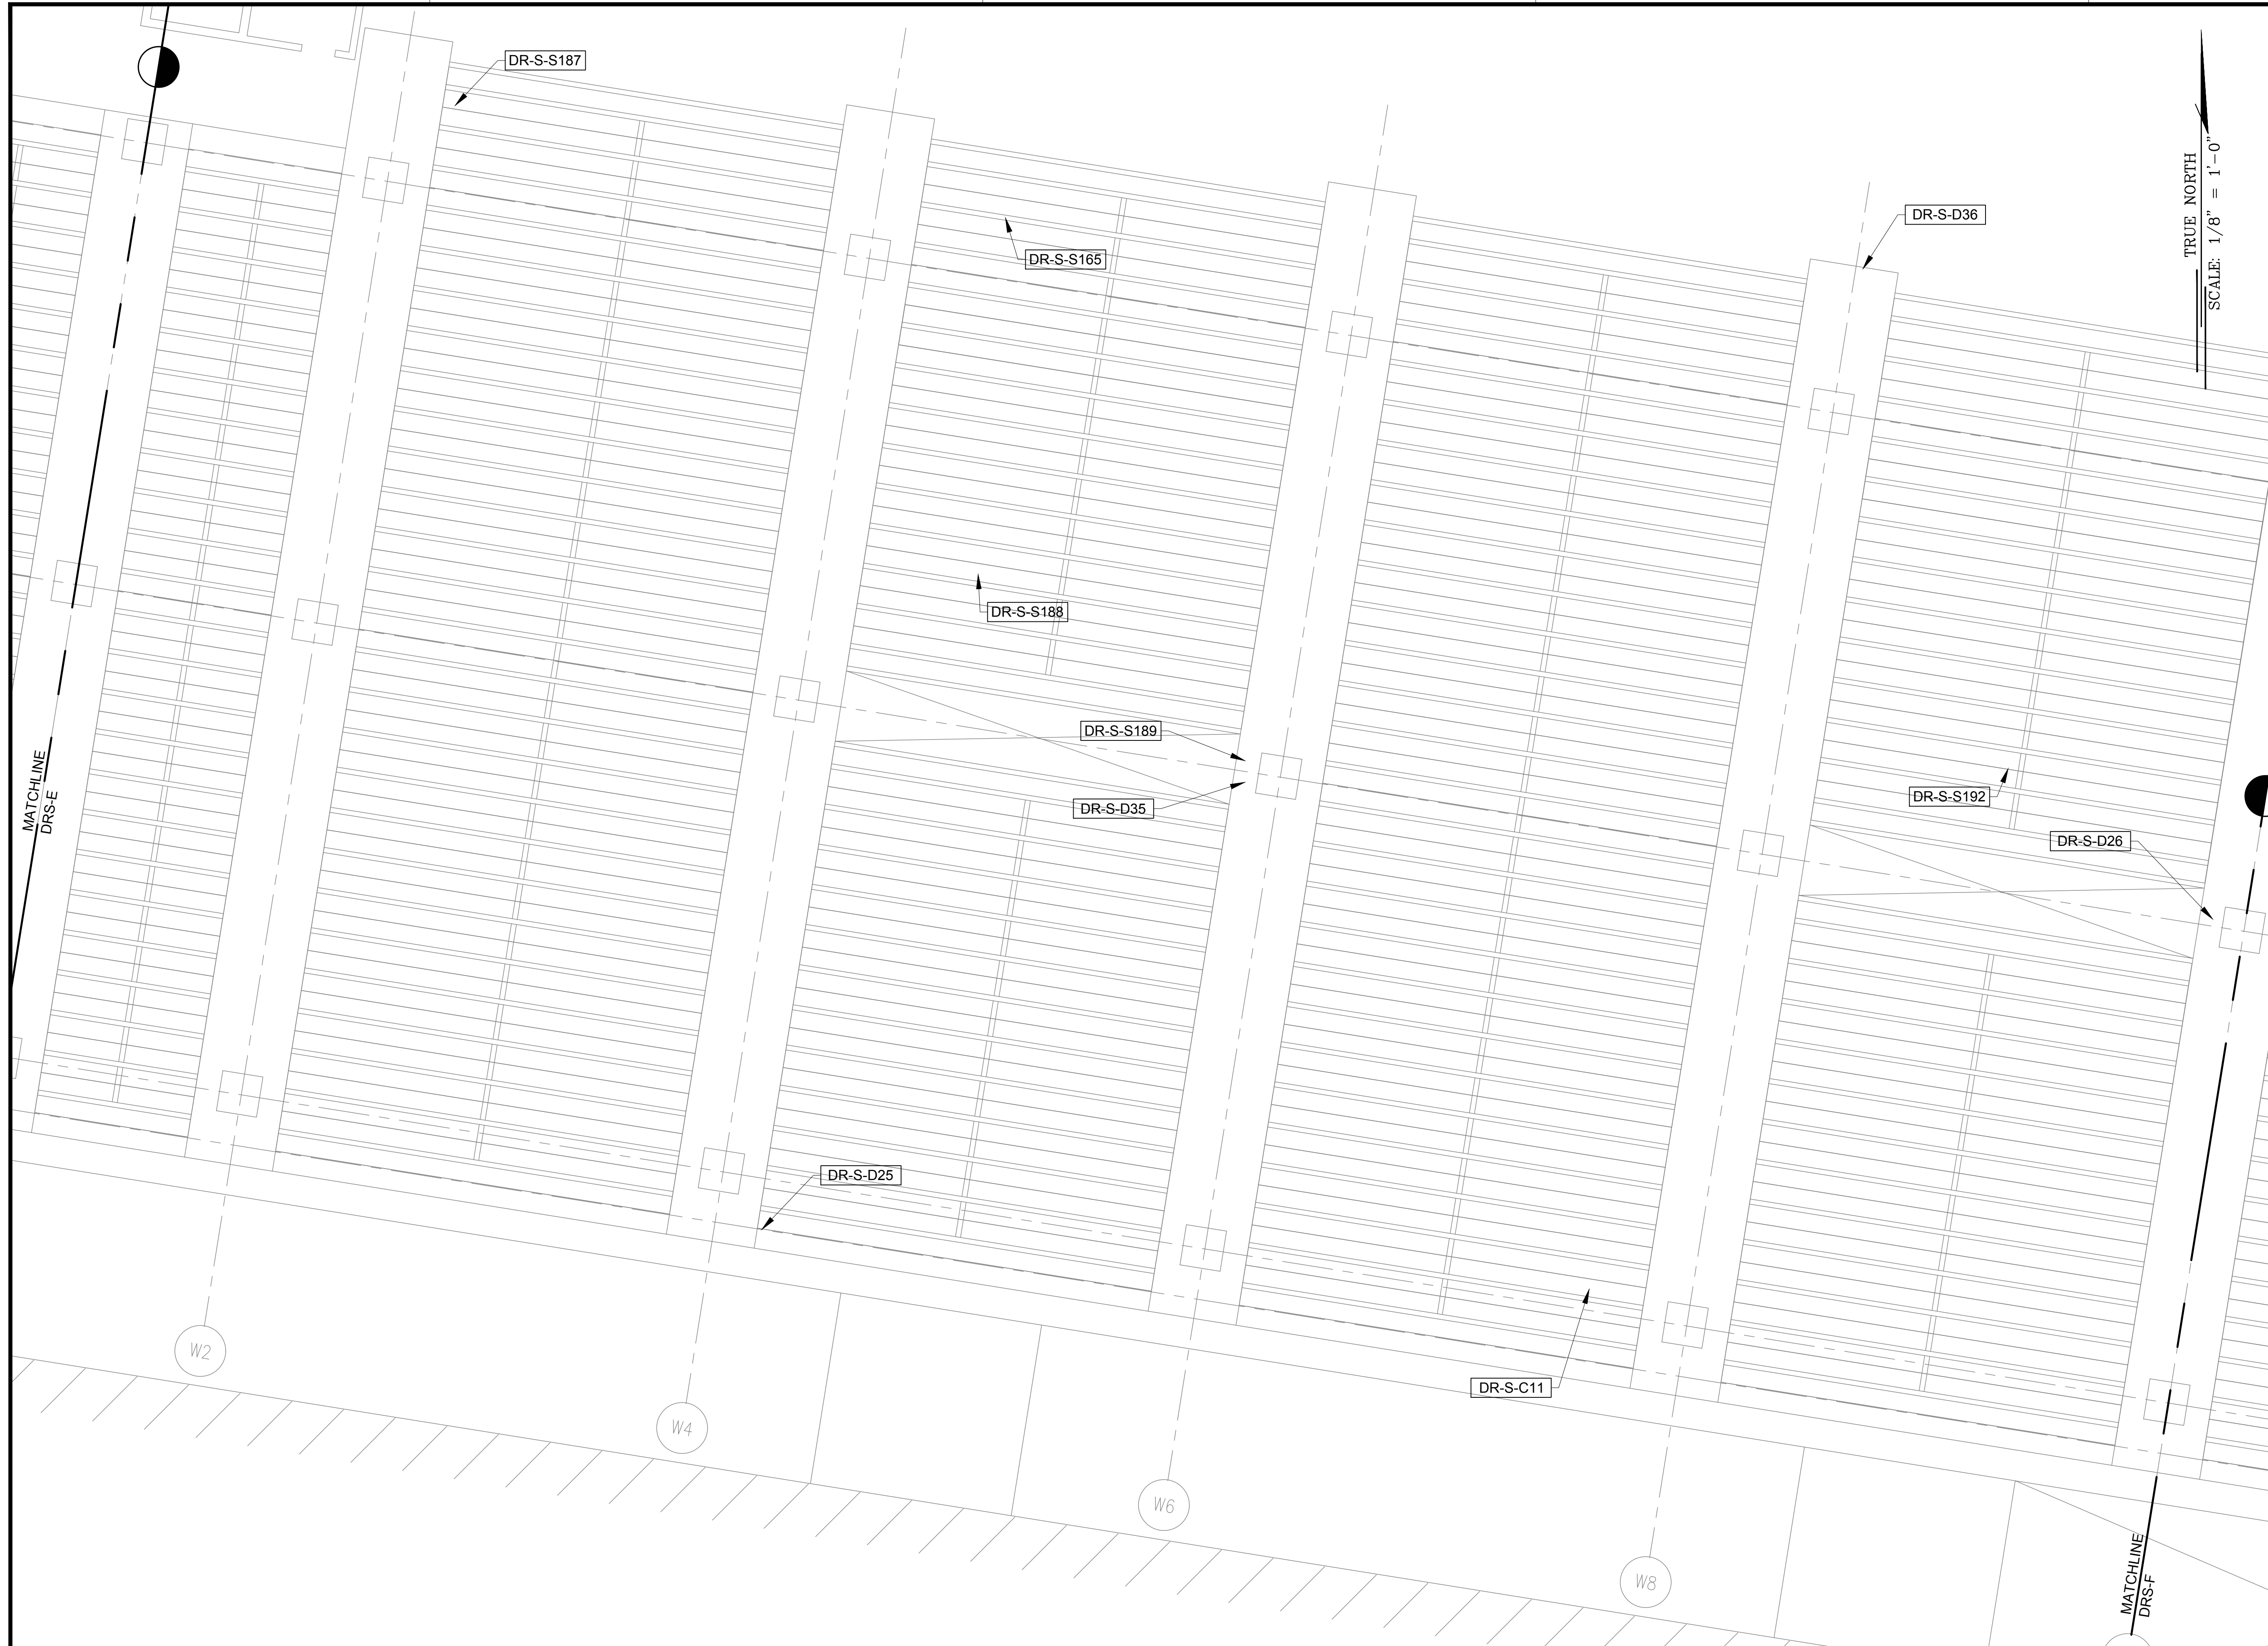 DR-S-S187
DR-S-D36
TRUE NORTH
SCALE: 1/8" = 1'-0"
DR-S-S165
DR-S-S188
DR-S-S189
DR-S-D35
DR-S-S192
DR-S-D26
MATCHLINE
DRS-E
DR-S-D25
W2
DR-S-C11
W4
W6
W8
MATCHLINE
DRS-F